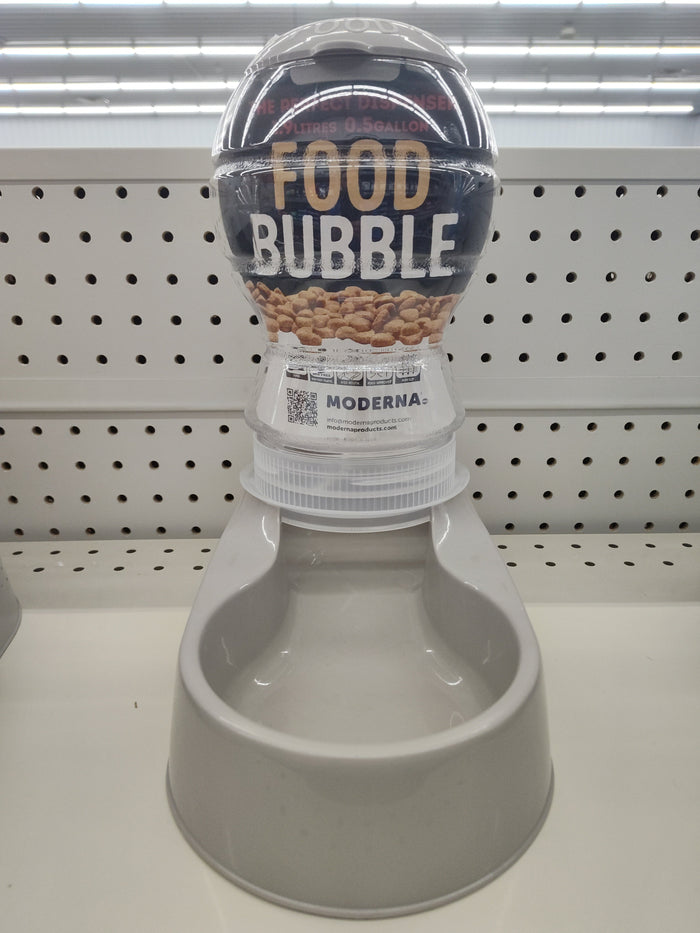 THE PERFECT DISPENSER
LITRES 0.5GALLON
FOOD
BUBBLE
MODERNA
info@modernaproducts.com
modernaproducts.com